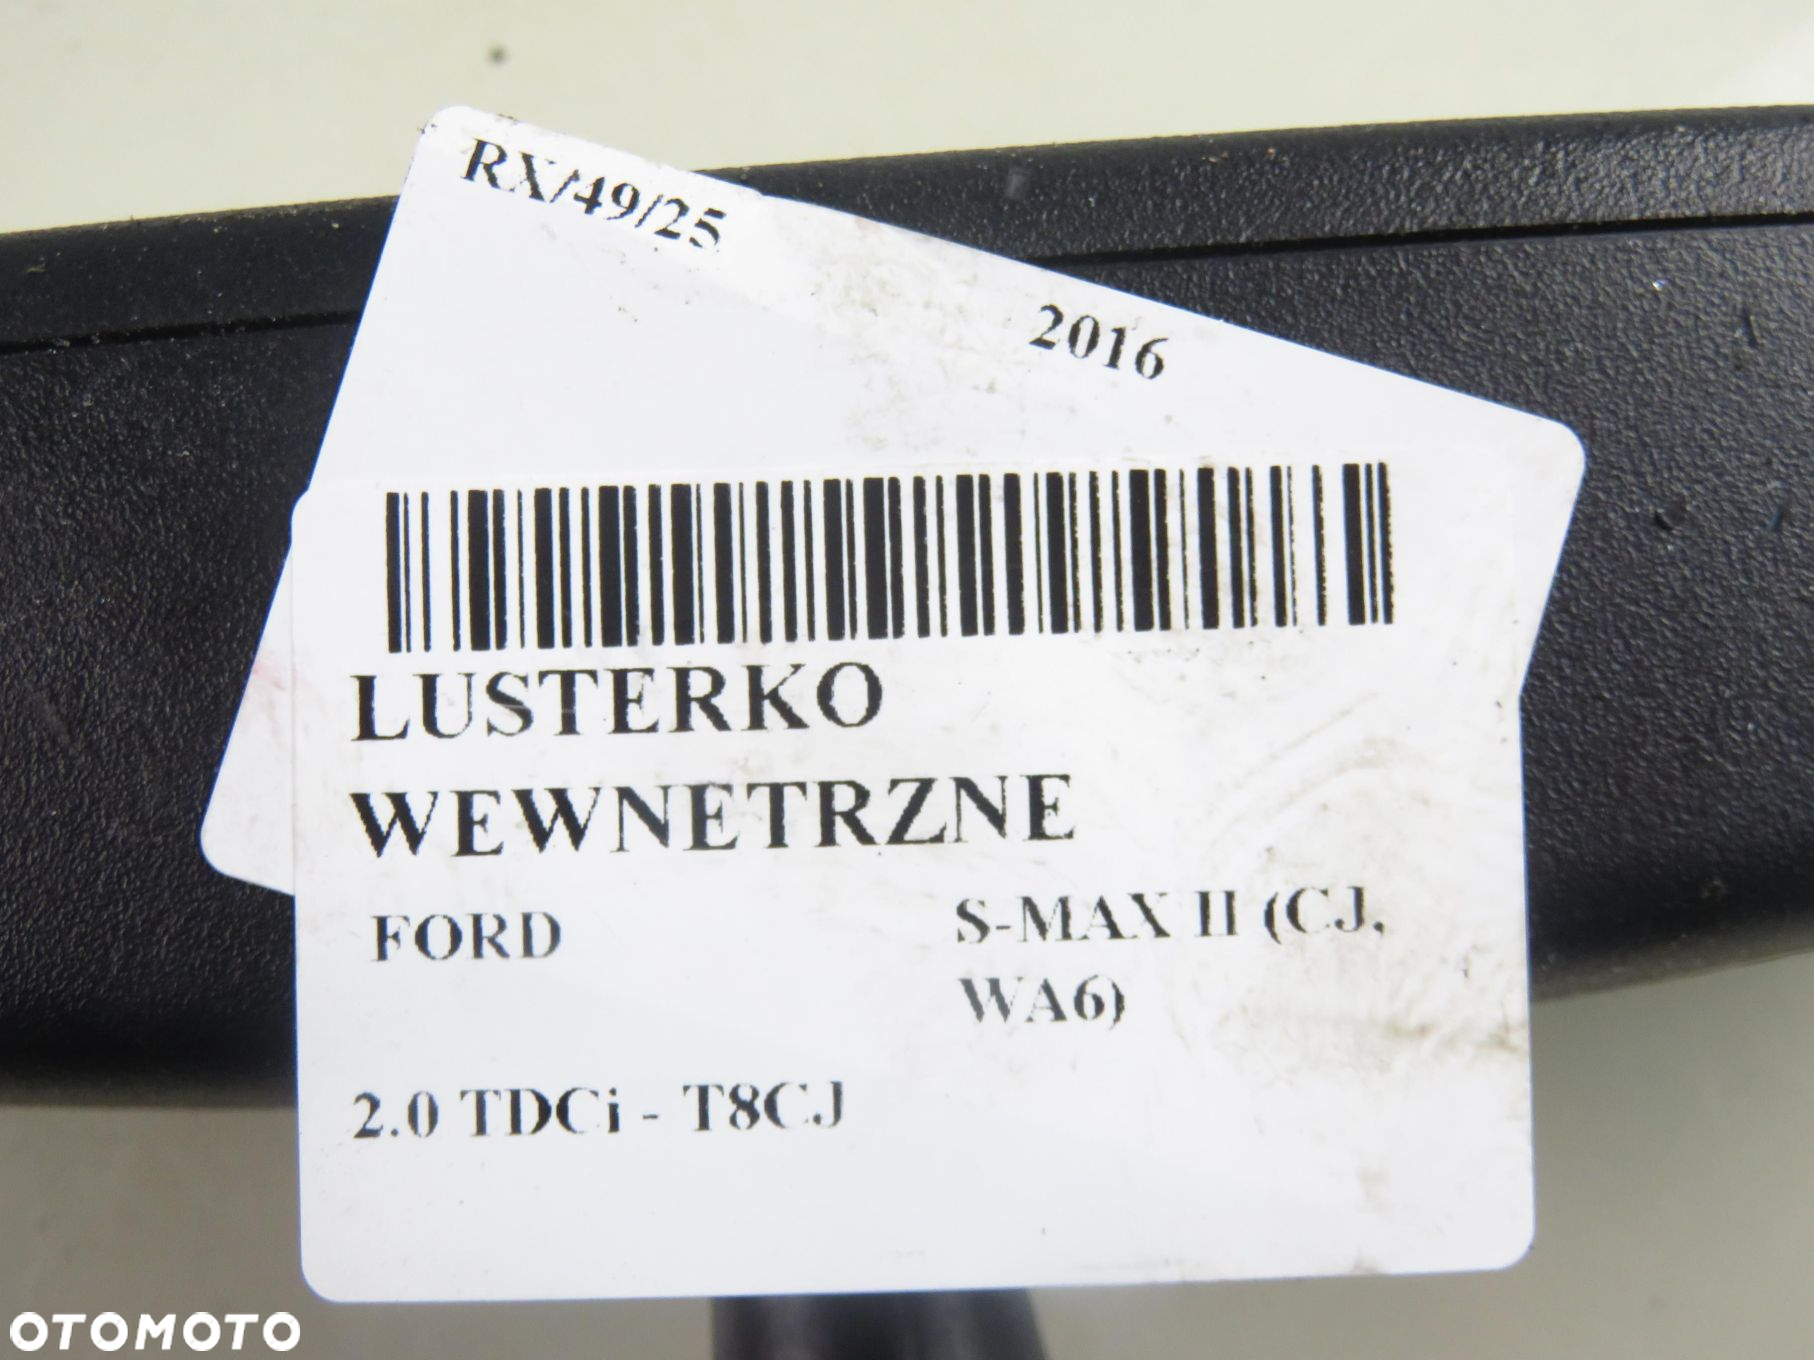 RX/49/25
2016
LUSTERKO
WEWNETRZNE
FORD
S-MAX II (CJ,
WA6)
2.0 TDCi - T8CJ
OTOMOTO